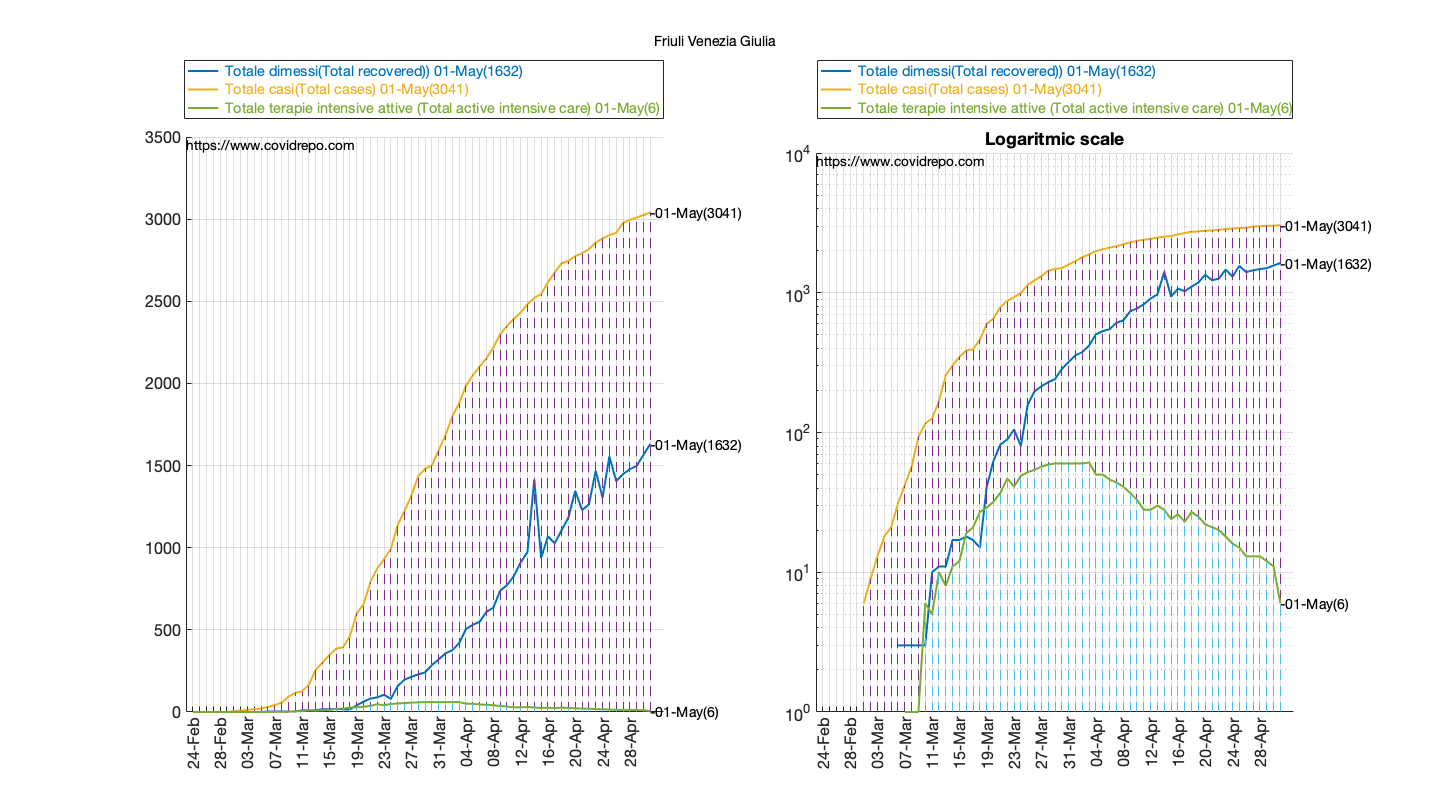 Friuli Venezia Giulia
Totale dimessi(Total recovered)) 01-May(1632)
Totale casi(Total cases) 01-May(3041)
Totale terapie intensive attive (Total active intensive care) 01-May(6)
3500
https://www.covidrepo.com
3000
2500
2000
1500
1000
500
0
01-May(3041)
01-May(1632)
01-May(6)
24-Feb
28-Feb
03-Mar
07-Mar
11-Mar
15-Mar
19-Mar
23-Mar
27-Mar
31-Mar
04-Apr
08-Apr
12-Apr
16-Apr
20-Apr
24-Apr
28-Apr
Totale dimessi(Total recovered)) 01-May(1632)
Totale casi(Total cases) 01-May(3041)
Totale terapie intensive attive (Total active intensive care) 01-May(6)
Logaritmic scale
10^4
https://www.covidrepo.com
10^3
10^2
10^1
10^0
01-May(3041)
01-May(1632)
01-May(6)
24-Feb
28-Feb
03-Mar
07-Mar
11-Mar
15-Mar
19-Mar
23-Mar
27-Mar
31-Mar
04-Apr
08-Apr
12-Apr
16-Apr
20-Apr
24-Apr
28-Apr